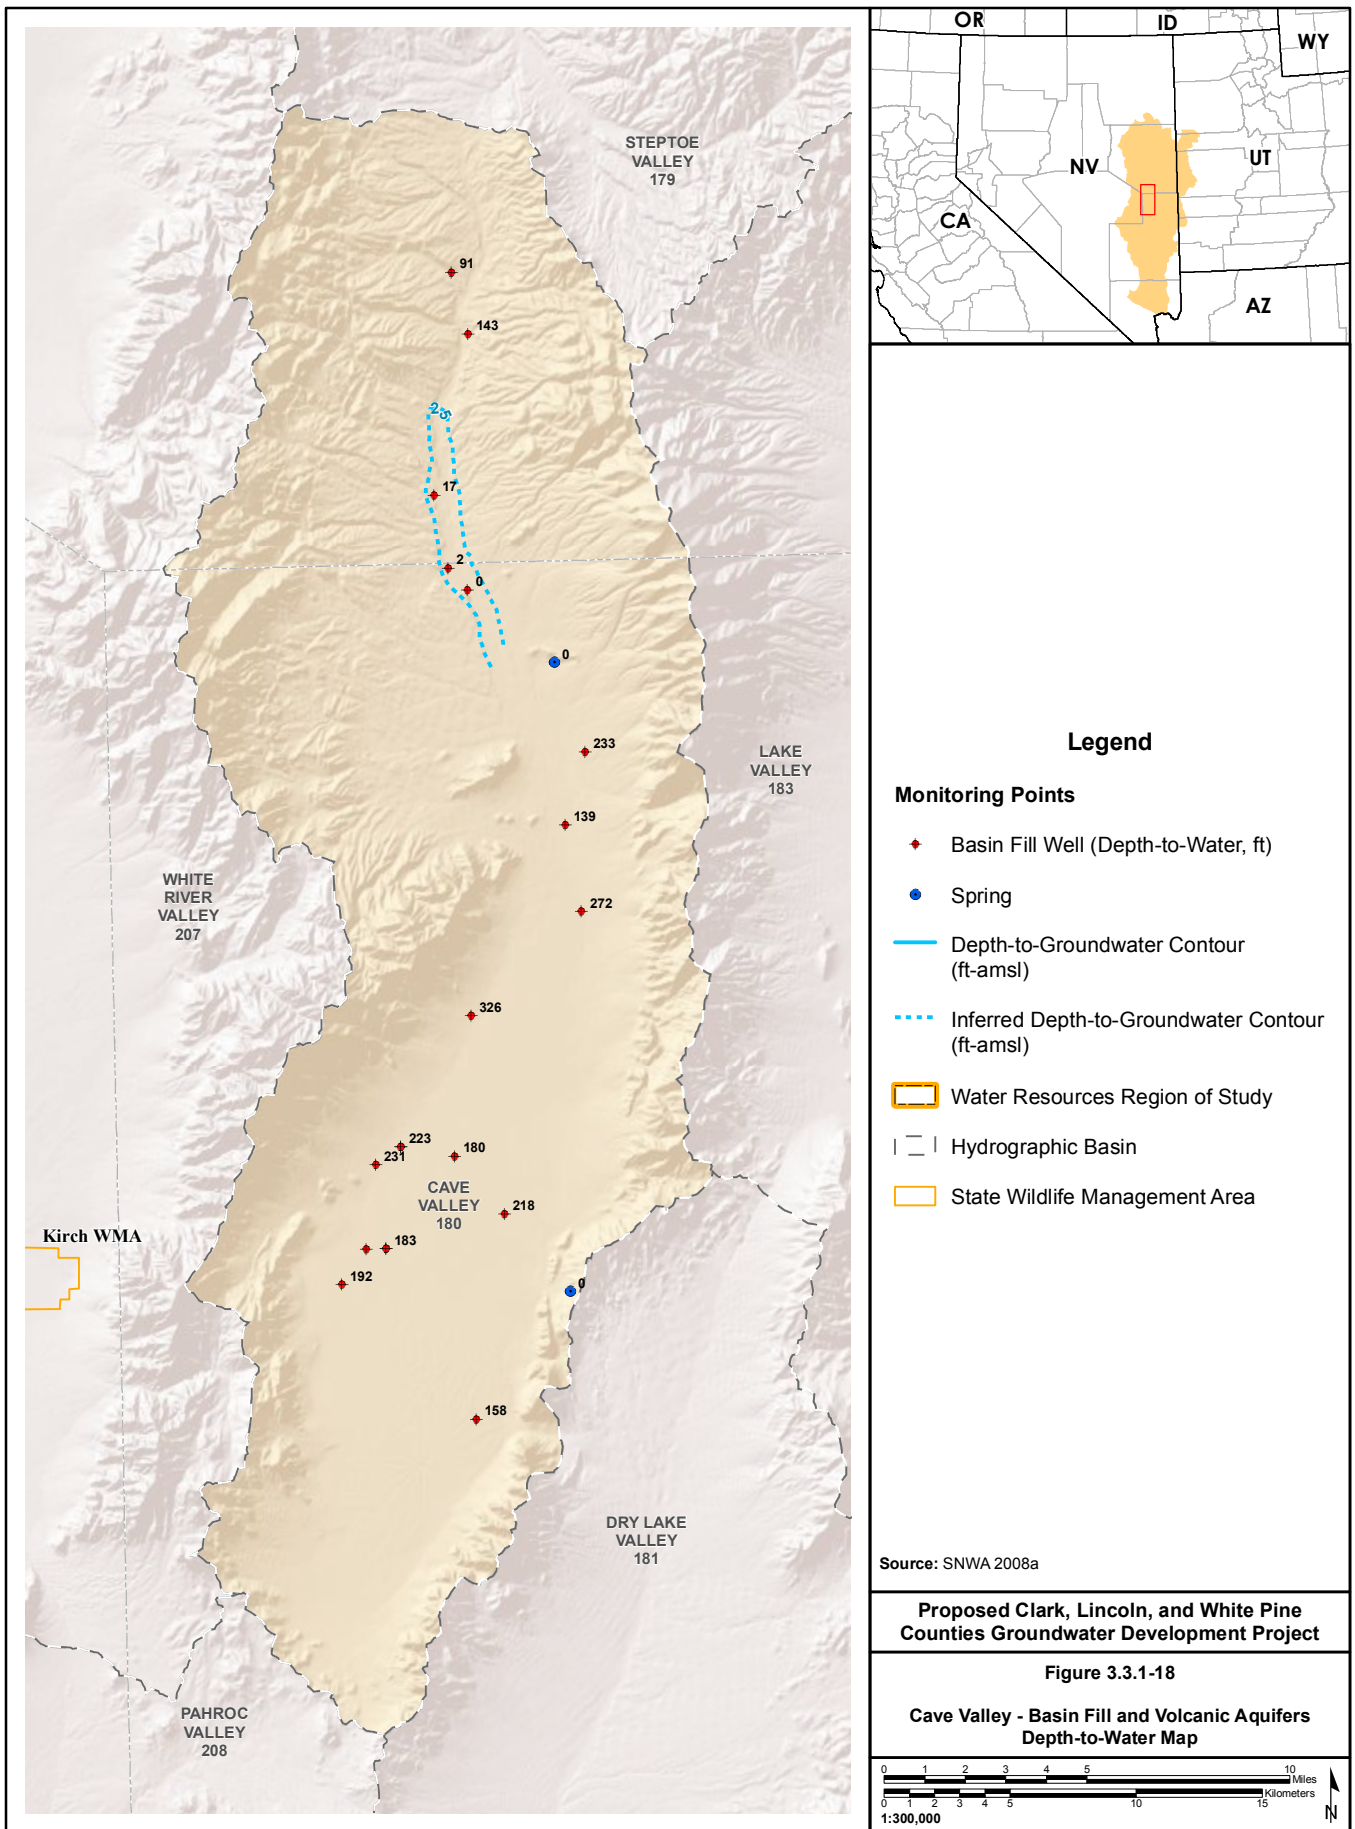 STEPTOE
VALLEY
179
91
143
25
17
2
0
0
233
LAKE
VALLEY
183
139
WHITE
RIVER
VALLEY
207
272
326
223
180
231
CAVE
VALLEY
180
218
Kirch WMA
183
192
0
158
DRY LAKE
VALLEY
181
PAHROC
VALLEY
208
OR
ID
WY
NV
UT
CA
AZ
Legend
Monitoring Points
Basin Fill Well (Depth-to-Water, ft)
Spring
Depth-to-Groundwater Contour
(ft-amsl)
Inferred Depth-to-Groundwater Contour
(ft-amsl)
Water Resources Region of Study
Hydrographic Basin
State Wildlife Management Area
Source: SNWA 2008a
Proposed Clark, Lincoln, and White Pine
Counties Groundwater Development Project
Figure 3.3.1-18
Cave Valley - Basin Fill and Volcanic Aquifers
Depth-to-Water Map
0 1 2 3 4 5 10
Miles
Kilometers
0 1 2 3 4 5 10 15
1:300,000
N